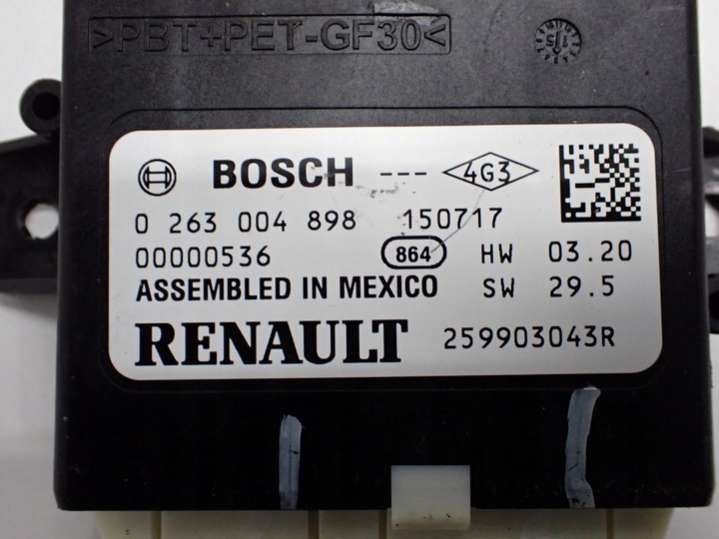 >PBT+PET-GF30<
15
BOSCH --- 4G3
0 263 004 898 150717
00000536 864 HW 03.20
ASSEMBLED IN MEXICO SW 29.5
RENAULT 259903043R